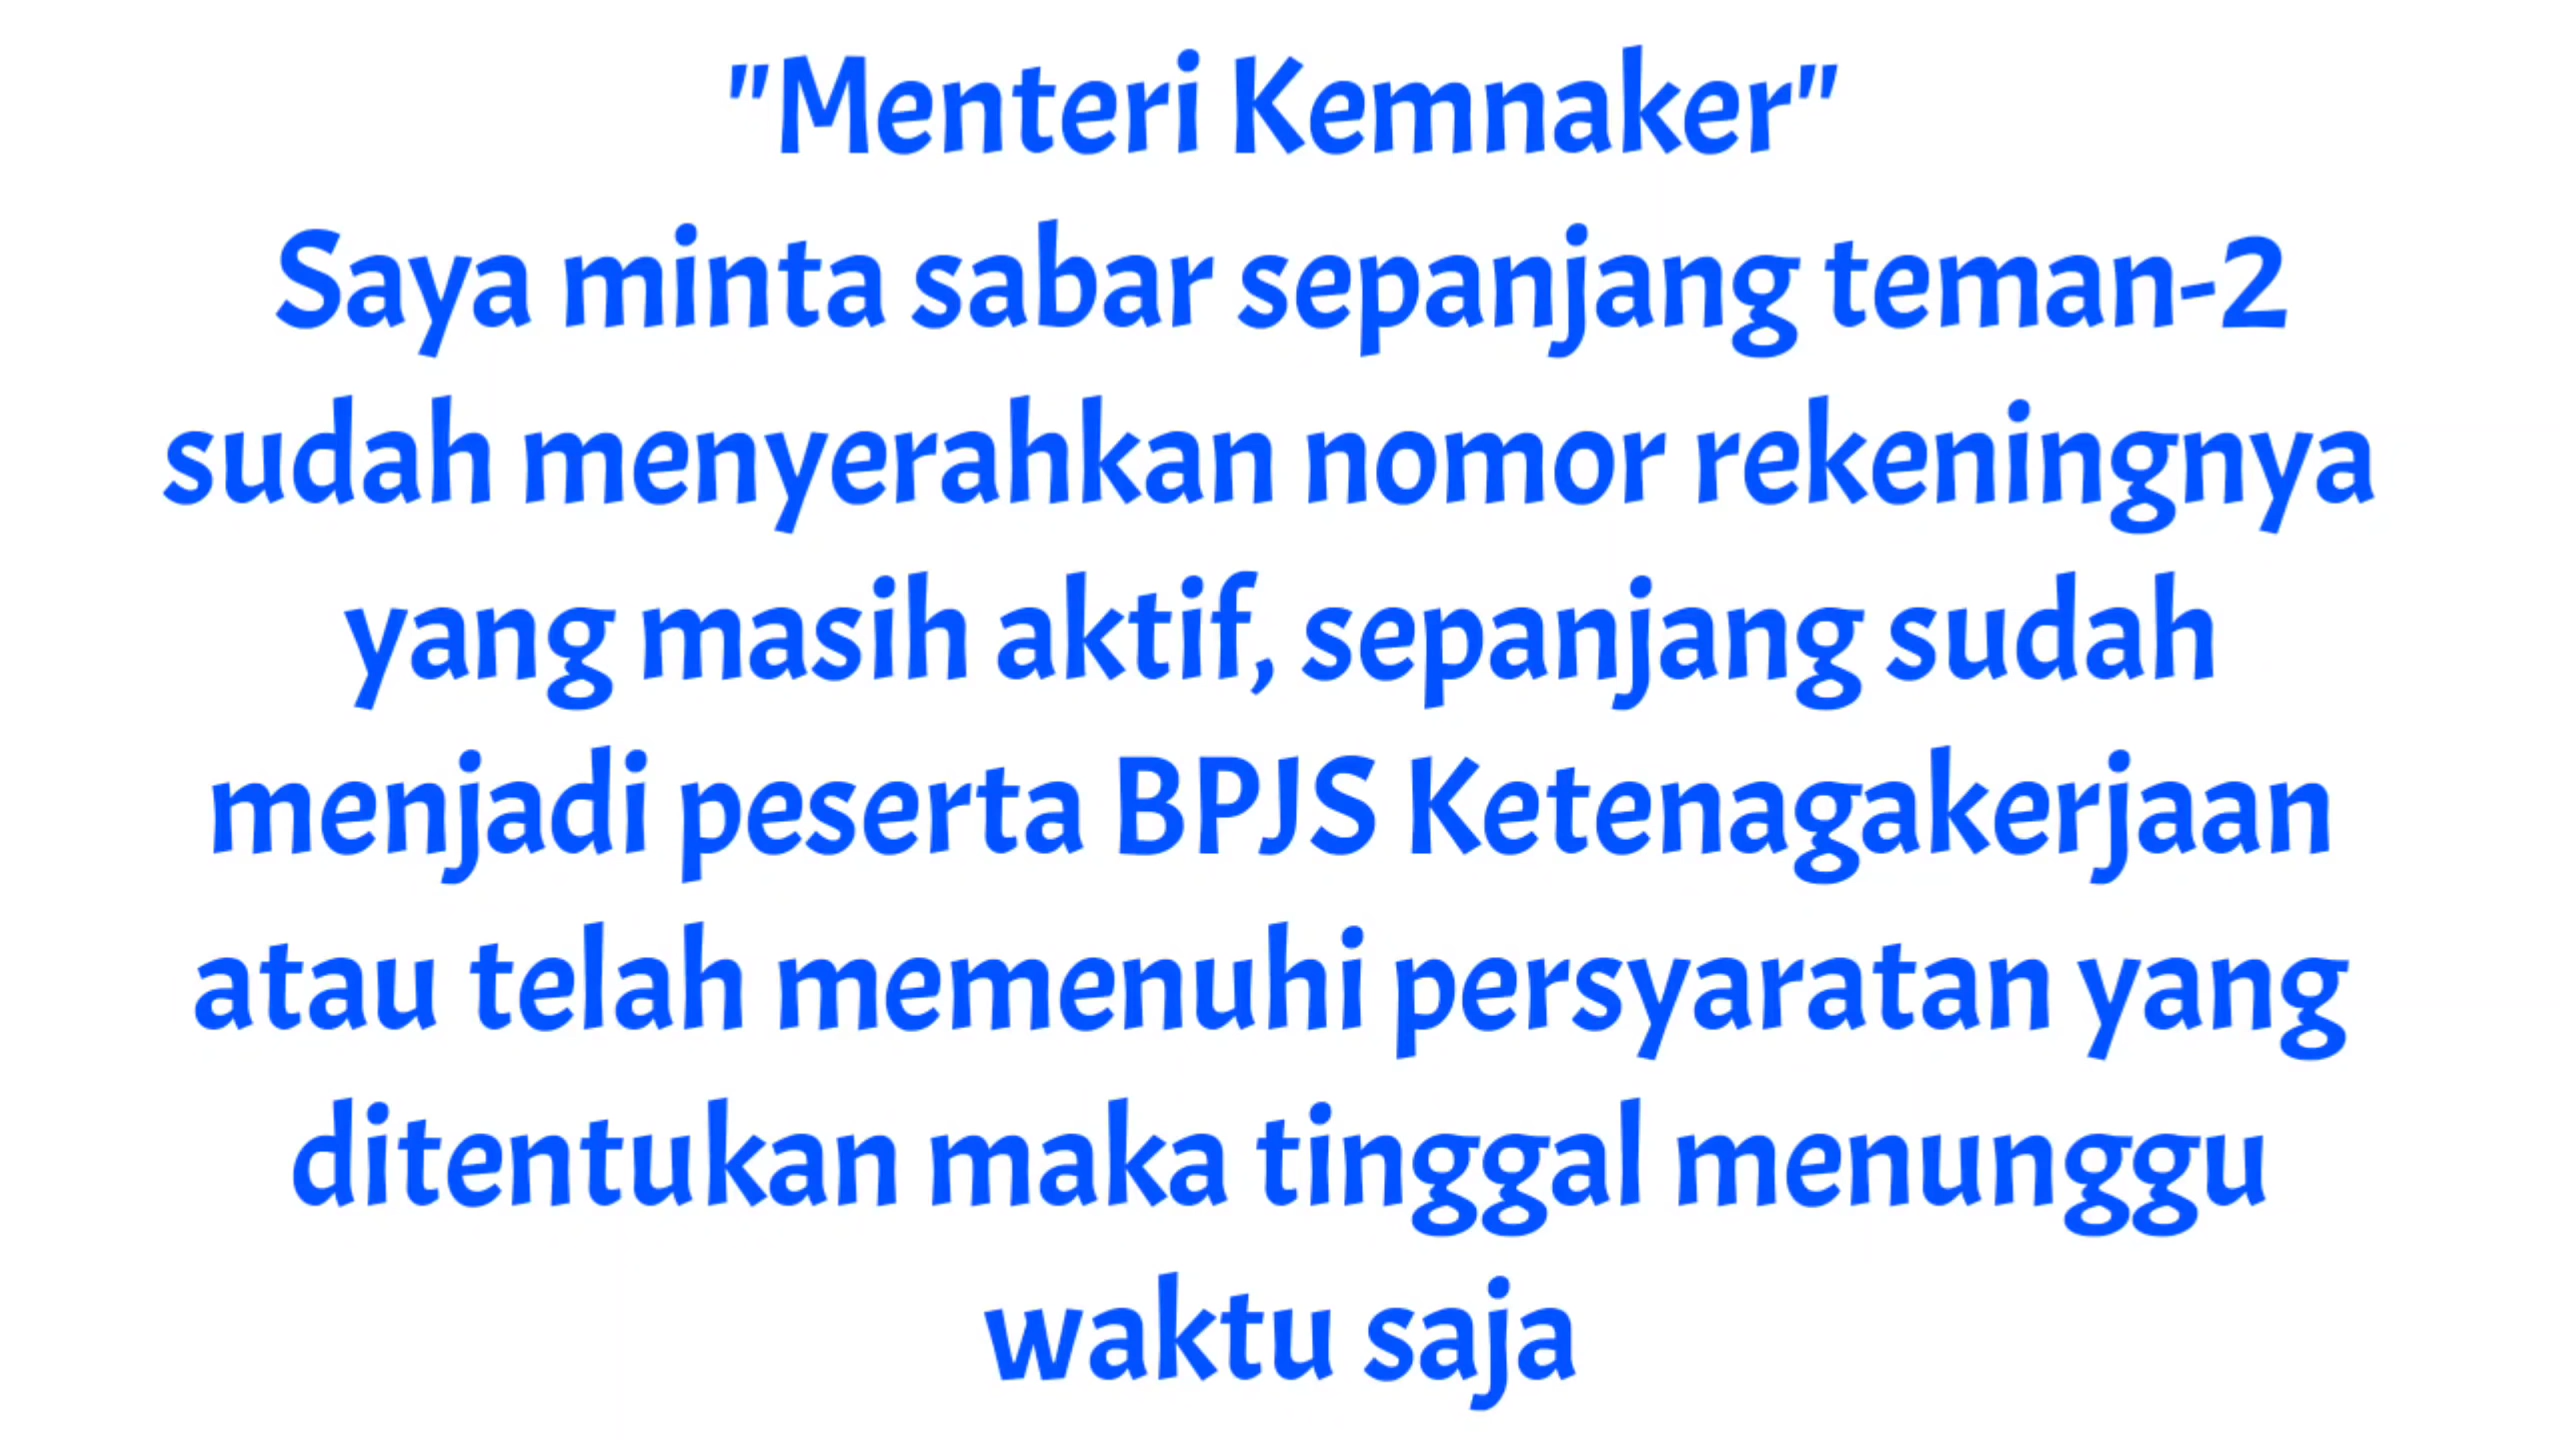 "Menteri Kemnaker"
Saya minta sabar sepanjang teman-2
sudah menyerahkan nomor rekeningnya
yang masih aktif, sepanjang sudah
menjadi peserta BPJS Ketenagakerjaan
atau telah memenuhi persyaratan yang
ditentukan maka tinggal menunggu
waktu saja